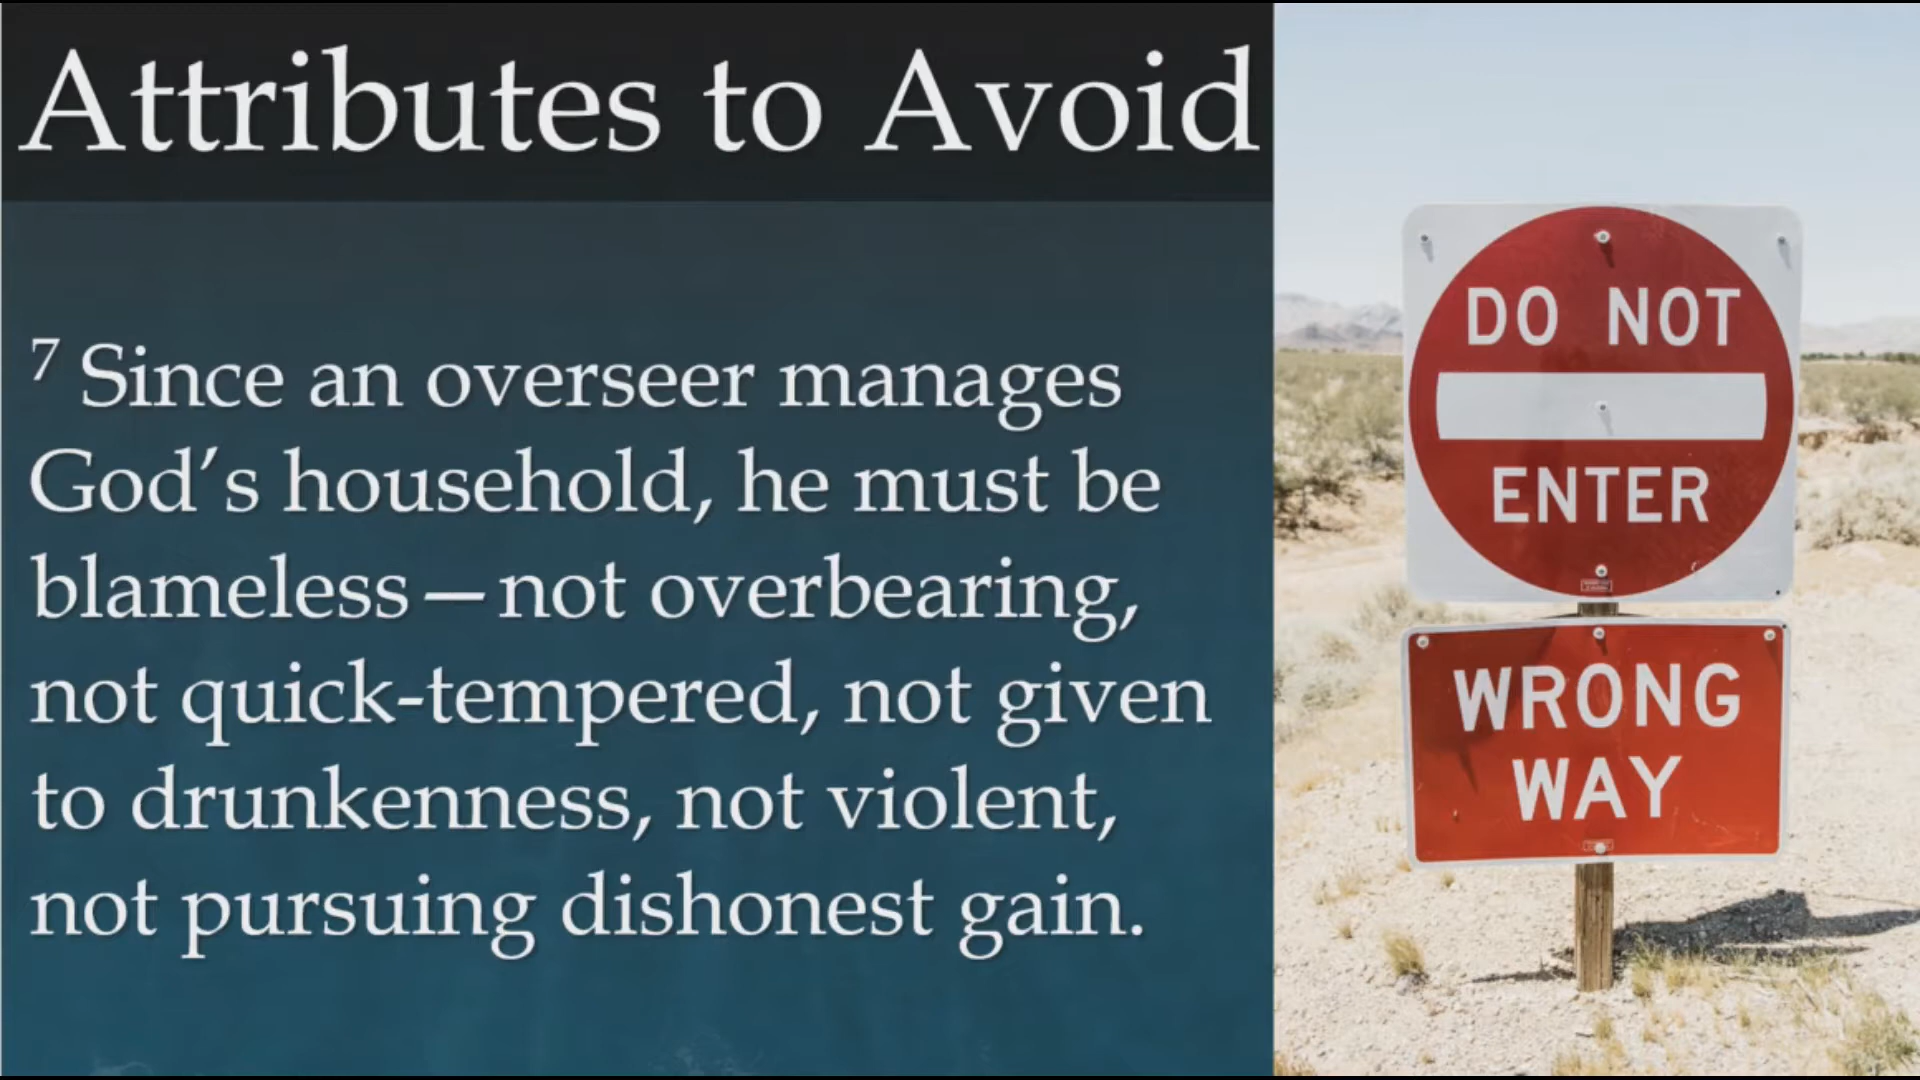 Attributes to Avoid
7 Since an overseer manages
God’s household, he must be
blameless—not overbearing,
not quick-tempered, not given
to drunkenness, not violent,
not pursuing dishonest gain.
DO NOT
ENTER
WRONG
WAY